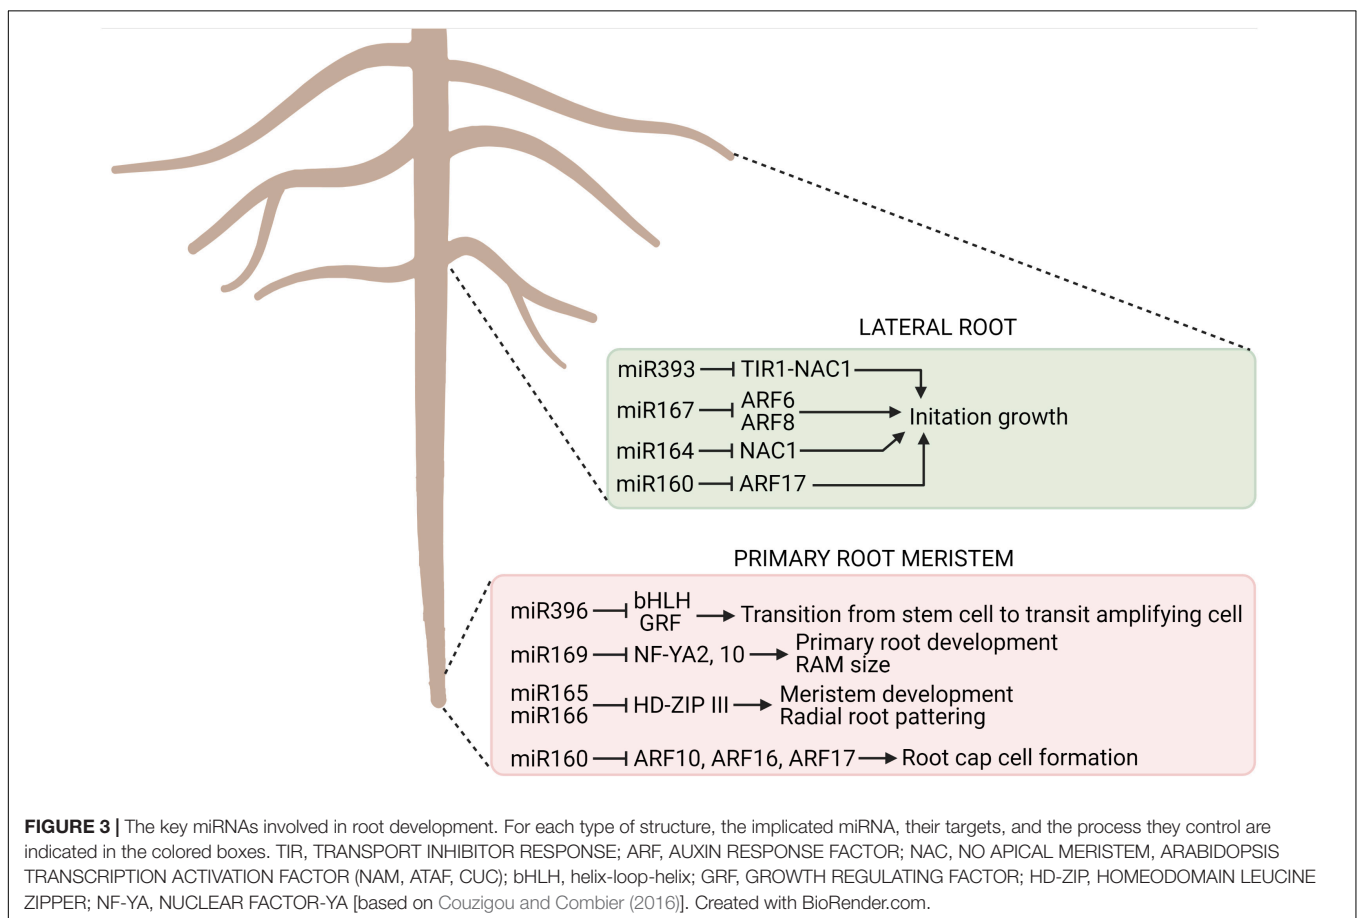 LATERAL ROOT
miR393 TIR1-NAC1
miR167 ARF6
ARF8
Initation growth
miR164 NAC1
miR160 ARF17
PRIMARY ROOT MERISTEM
miR396 bHLH
GRF Transition from stem cell to transit amplifying cell
miR169 NF-YA2, 10 Primary root development
RAM size
miR165
miR166 HD-ZIP III Meristem development
Radial root pattering
miR160 ARF10, ARF16, ARF17 Root cap cell formation
FIGURE 3 | The key miRNAs involved in root development. For each type of structure, the implicated miRNA, their targets, and the process they control are
indicated in the colored boxes. TIR, TRANSPORT INHIBITOR RESPONSE; ARF, AUXIN RESPONSE FACTOR; NAC, NO APICAL MERISTEM, ARABIDOPSIS
TRANSCRIPTION ACTIVATION FACTOR (NAM, ATAF, CUC); bHLH, helix-loop-helix; GRF, GROWTH REGULATING FACTOR; HD-ZIP, HOMEODOMAIN LEUCINE
ZIPPER; NF-YA, NUCLEAR FACTOR-YA [based on Couzigou and Combier (2016)]. Created with BioRender.com.